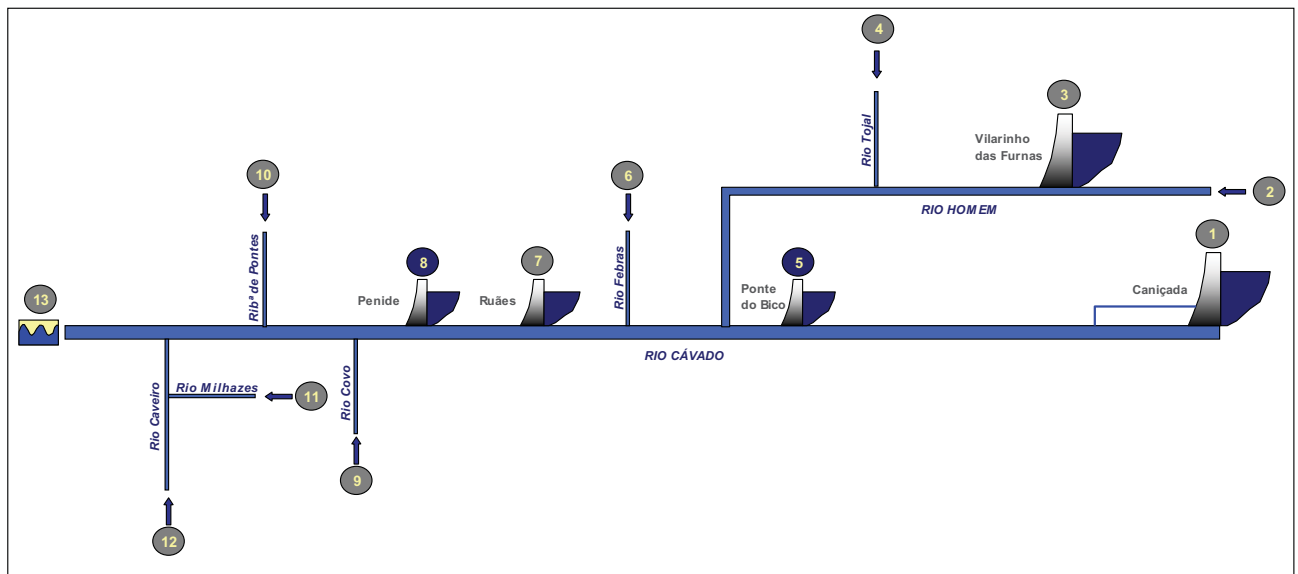 4
3
Vilarinho
das Furnas
Rio Tojal
10
6
2
RIO HOMEM
1
Ribª de Pontes
8
7
Rio Febras
5
Penide
Ruães
Ponte
do Bico
Caniçada
13
RIO CÁVADO
Rio Caveiro
Rio Milhazes
11
Rio Covo
9
12